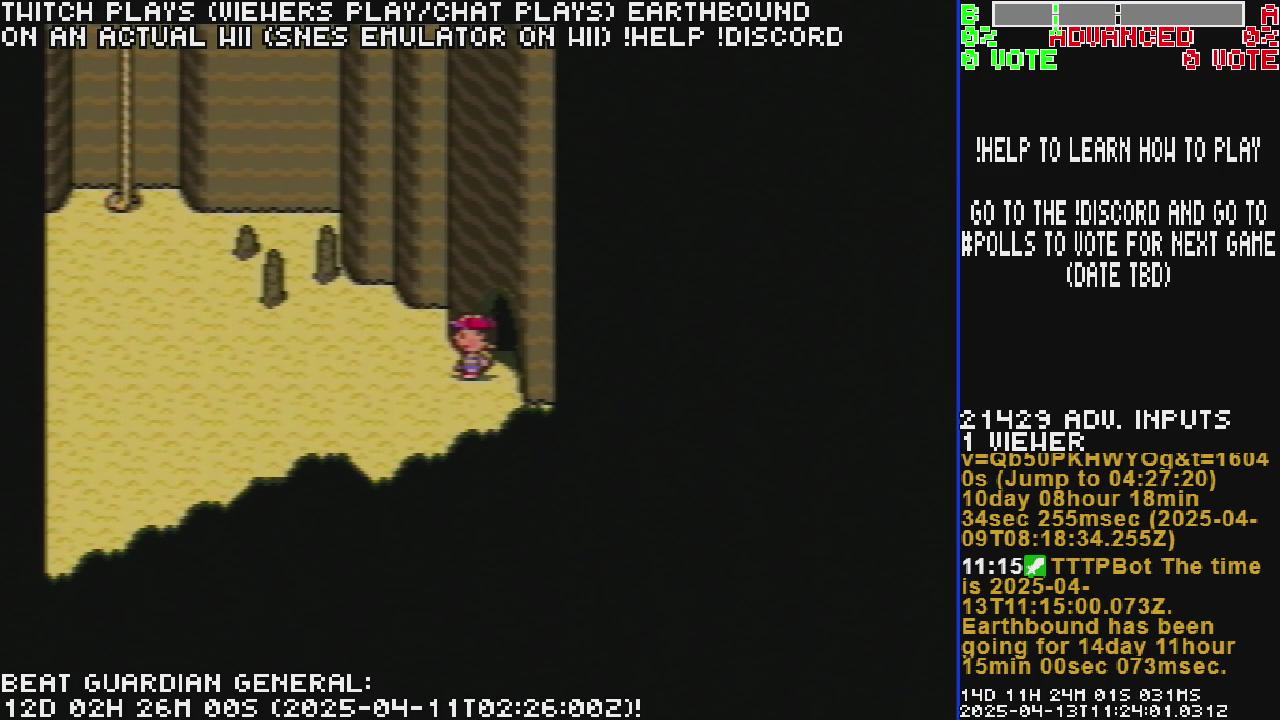 TWITCH PLAYS (VIEWERS PLAY/CHAT PLAYS) EARTHBOUND
ON AN ACTUAL WII (SNES EMULATOR ON WII) !HELP !DISCORD
B A
0% ADVANCED 0%
0 VOTE 0 VOTE
!HELP TO LEARN HOW TO PLAY
GO TO THE !DISCORD AND GO TO
#POLLS TO VOTE FOR NEXT GAME
(DATE TBD)
21429 ADV. INPUTS
1 VIEWER
v=Qb50PKHWYOg&t=1604
0s (Jump to 04:27:20)
10day 08hour 18min
34sec 255msec (2025-04-
09T08:18:34.255Z)
11:15 TTTPBot The time
is 2025-04-
13T11:15:00.073Z.
Earthbound has been
going for 14day 11hour
15min 00sec 073msec.
14D 11H 24M 01S 031MS
2025-04-13T11:24:01.031Z
BEAT GUARDIAN GENERAL:
12D 02H 26M 00S (2025-04-11T02:26:00Z)!